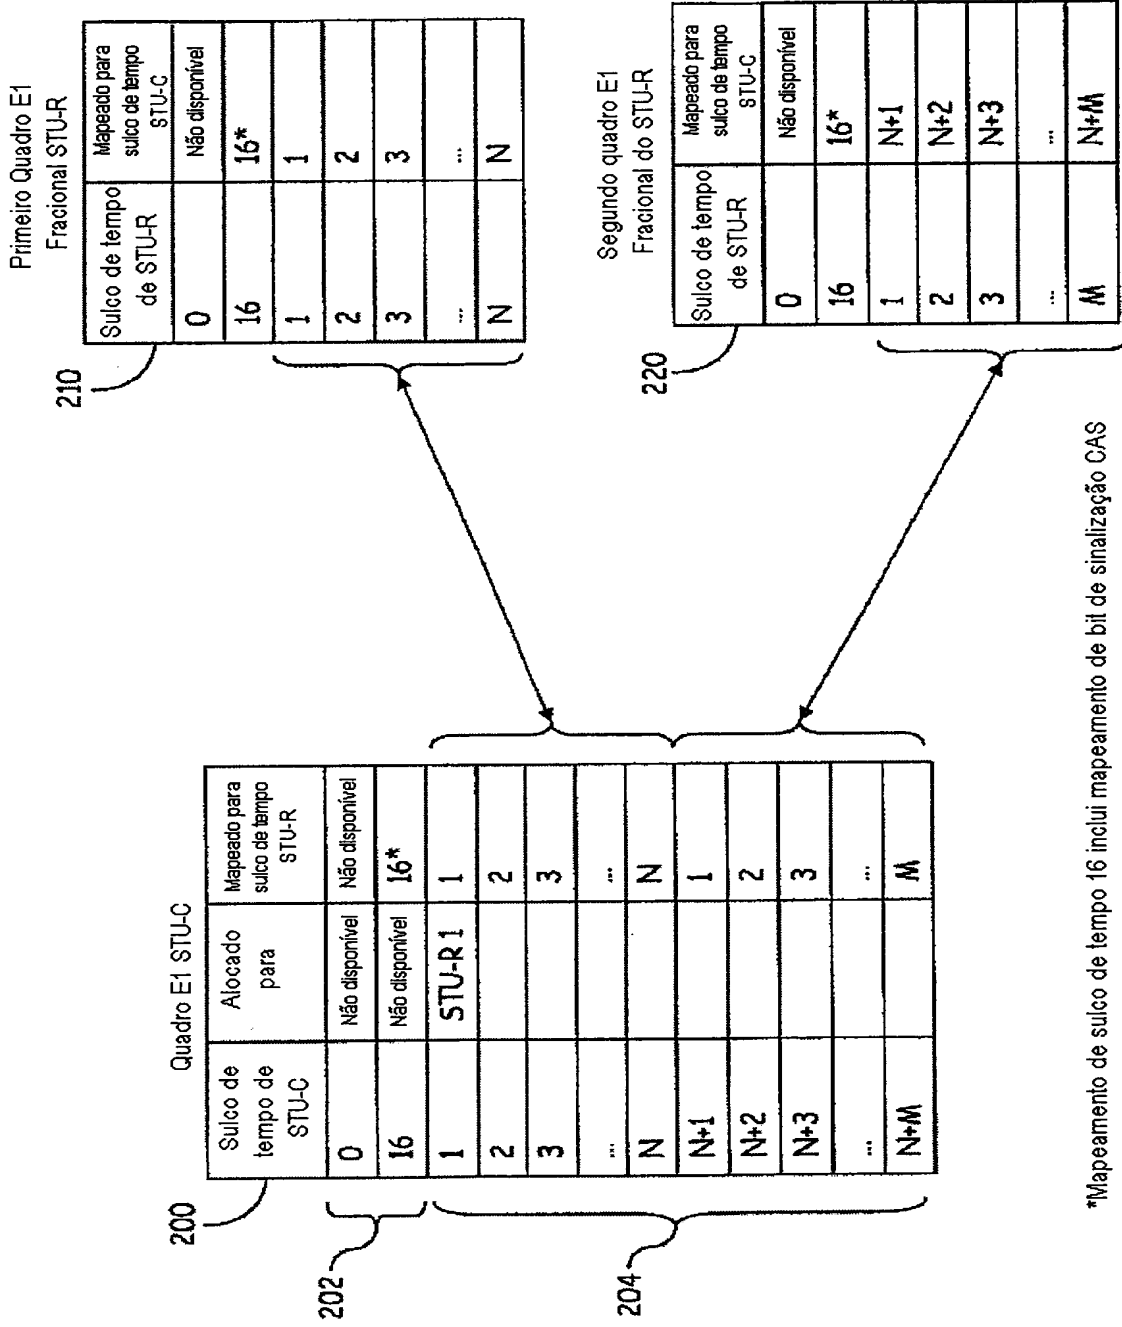 Primeiro Quadro E1
Fracional STU-R
210
Sulco de tempo de STU-R | Mapeado para sulco de tempo STU-C
0 | Não disponível
16 | 16*
1 | 1
2 | 2
3 | 3
... | ...
N | N
Quadro E1 STU-C
200
Sulco de tempo de STU-C | Alocado para | Mapeado para sulco de tempo STU-R
202
0 | Não disponível | Não disponível
16 | Não disponível | 16*
204
1 | STU-R 1 | 1
2 | | 2
3 | | 3
... | | ...
N | | N
N+1 | | 1
N+2 | | 2
N+3 | | 3
... | | ...
N+M | | M
Segundo quadro E1
Fracional do STU-R
220
Sulco de tempo de STU-R | Mapeado para sulco de tempo STU-C
0 | Não disponível
16 | 16*
1 | N+1
2 | N+2
3 | N+3
... | ...
M | N+M
*Mapeamento de sulco de tempo 16 inclui mapeamento de bit de sinalização CAS